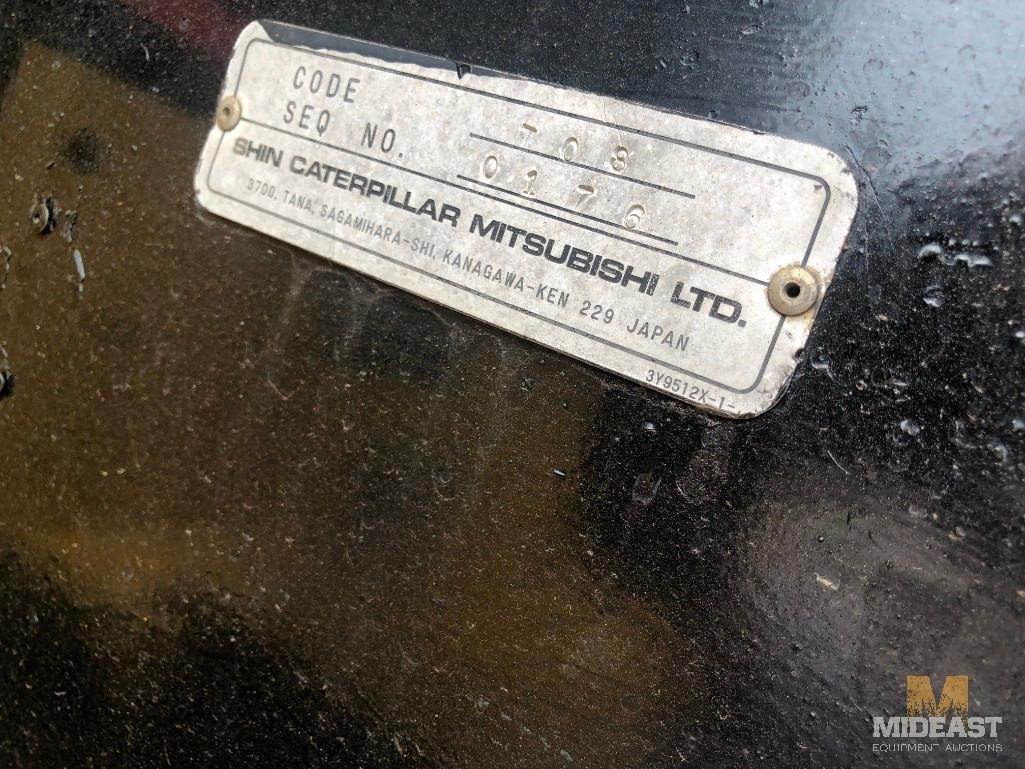 CODE 703
SEQ NO. 0176
SHIN CATERPILLAR MITSUBISHI LTD.
3700, TANA, SAGAMIHARA-SHI, KANAGAWA-KEN 229 JAPAN
3Y9512X-1-
M
MIDEAST
EQUIPMENT AUCTIONS